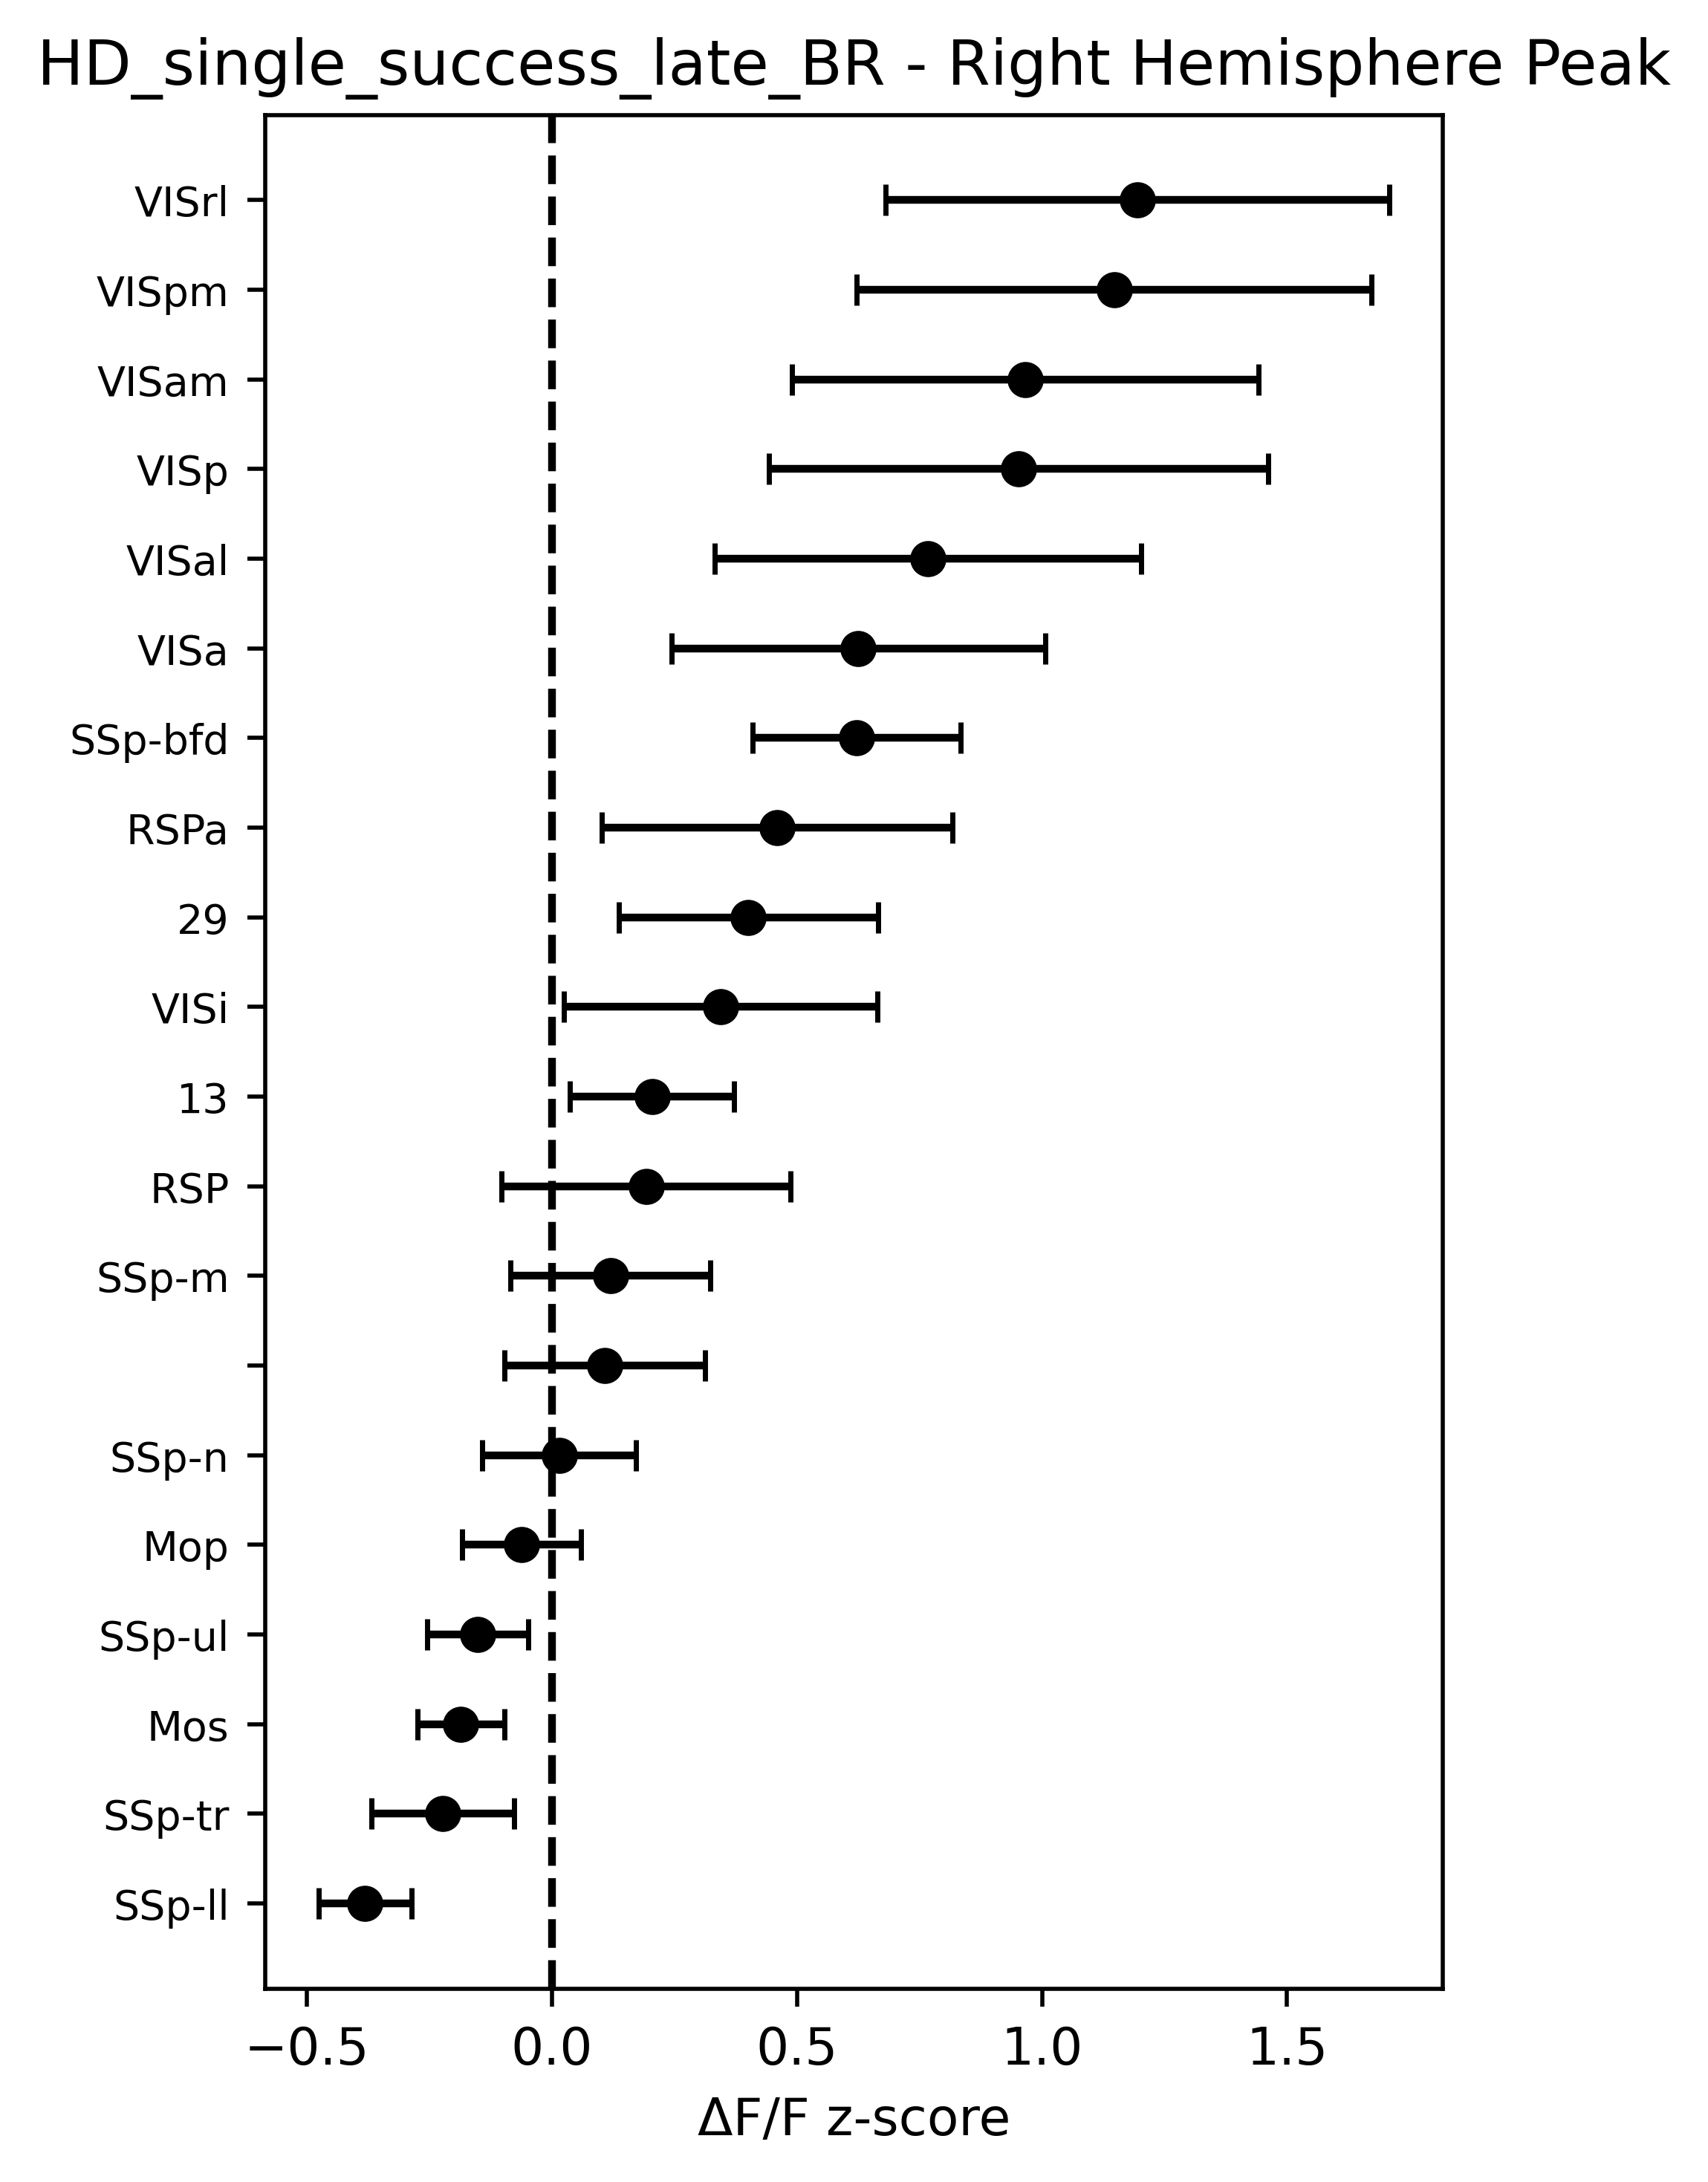 HD_single_success_late_BR - Right Hemisphere Peak
VISrl
VISpm
VISam
VISp
VISal
VISa
SSp-bfd
RSPa
29
VISi
13
RSP
SSp-m
SSp-n
Mop
SSp-ul
Mos
SSp-tr
SSp-ll
−0.5 0.0 0.5 1.0 1.5
ΔF/F z-score